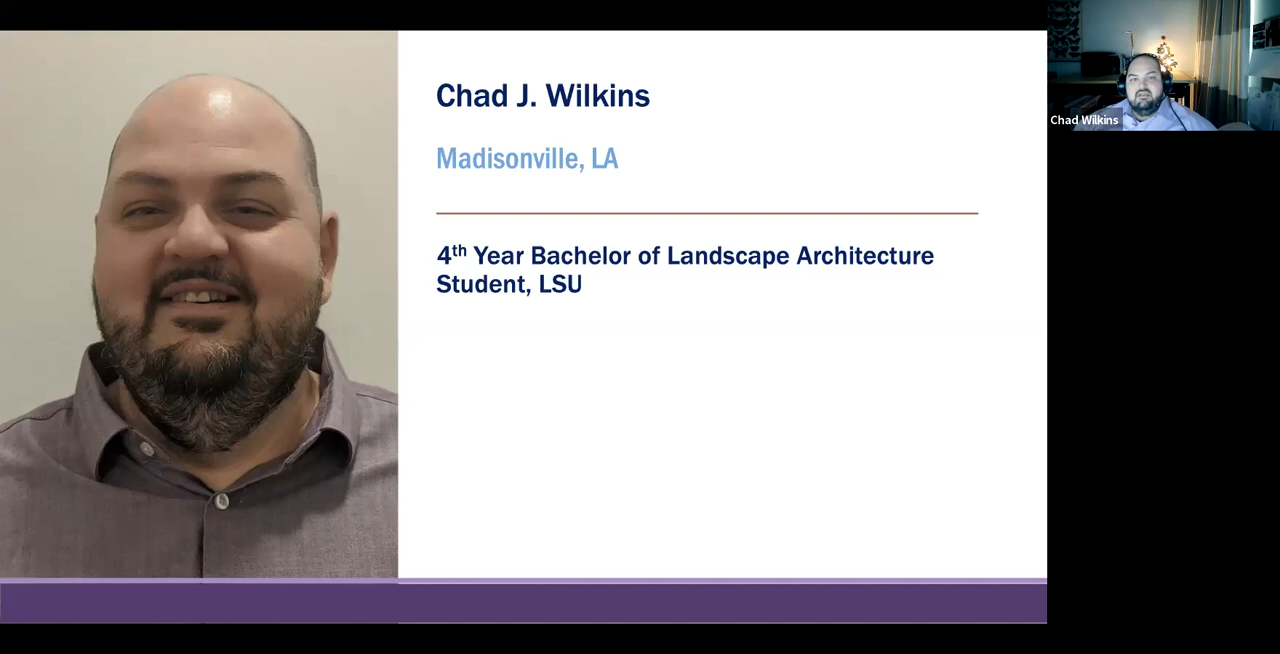 Chad J. Wilkins
Madisonville, LA
4th Year Bachelor of Landscape Architecture
Student, LSU
Chad Wilkins